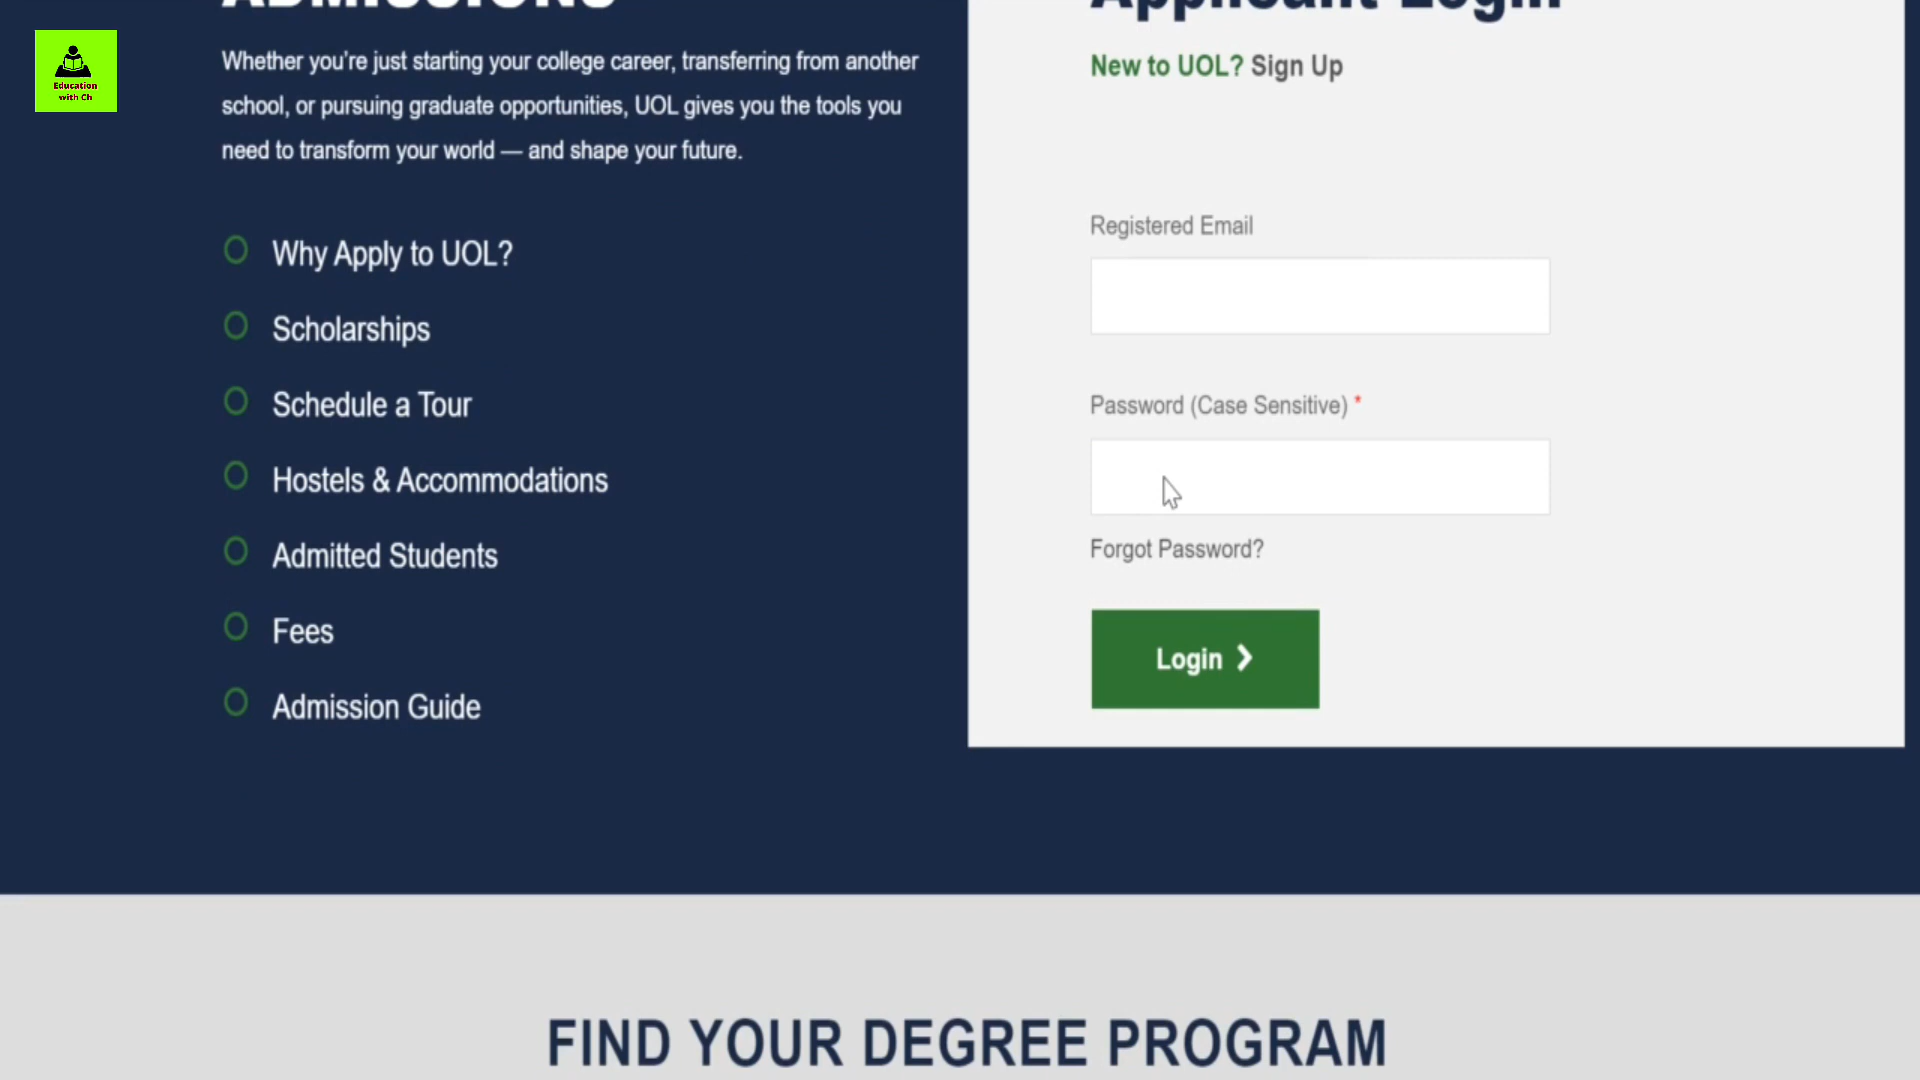 ADMISSIONS
Whether you're just starting your college career, transferring from another
school, or pursuing graduate opportunities, UOL gives you the tools you
need to transform your world — and shape your future.
Why Apply to UOL?
Scholarships
Schedule a Tour
Hostels & Accommodations
Admitted Students
Fees
Admission Guide
Applicant Login
New to UOL? Sign Up
Registered Email
Password (Case Sensitive) *
Forgot Password?
Login
FIND YOUR DEGREE PROGRAM
Education
with Ch